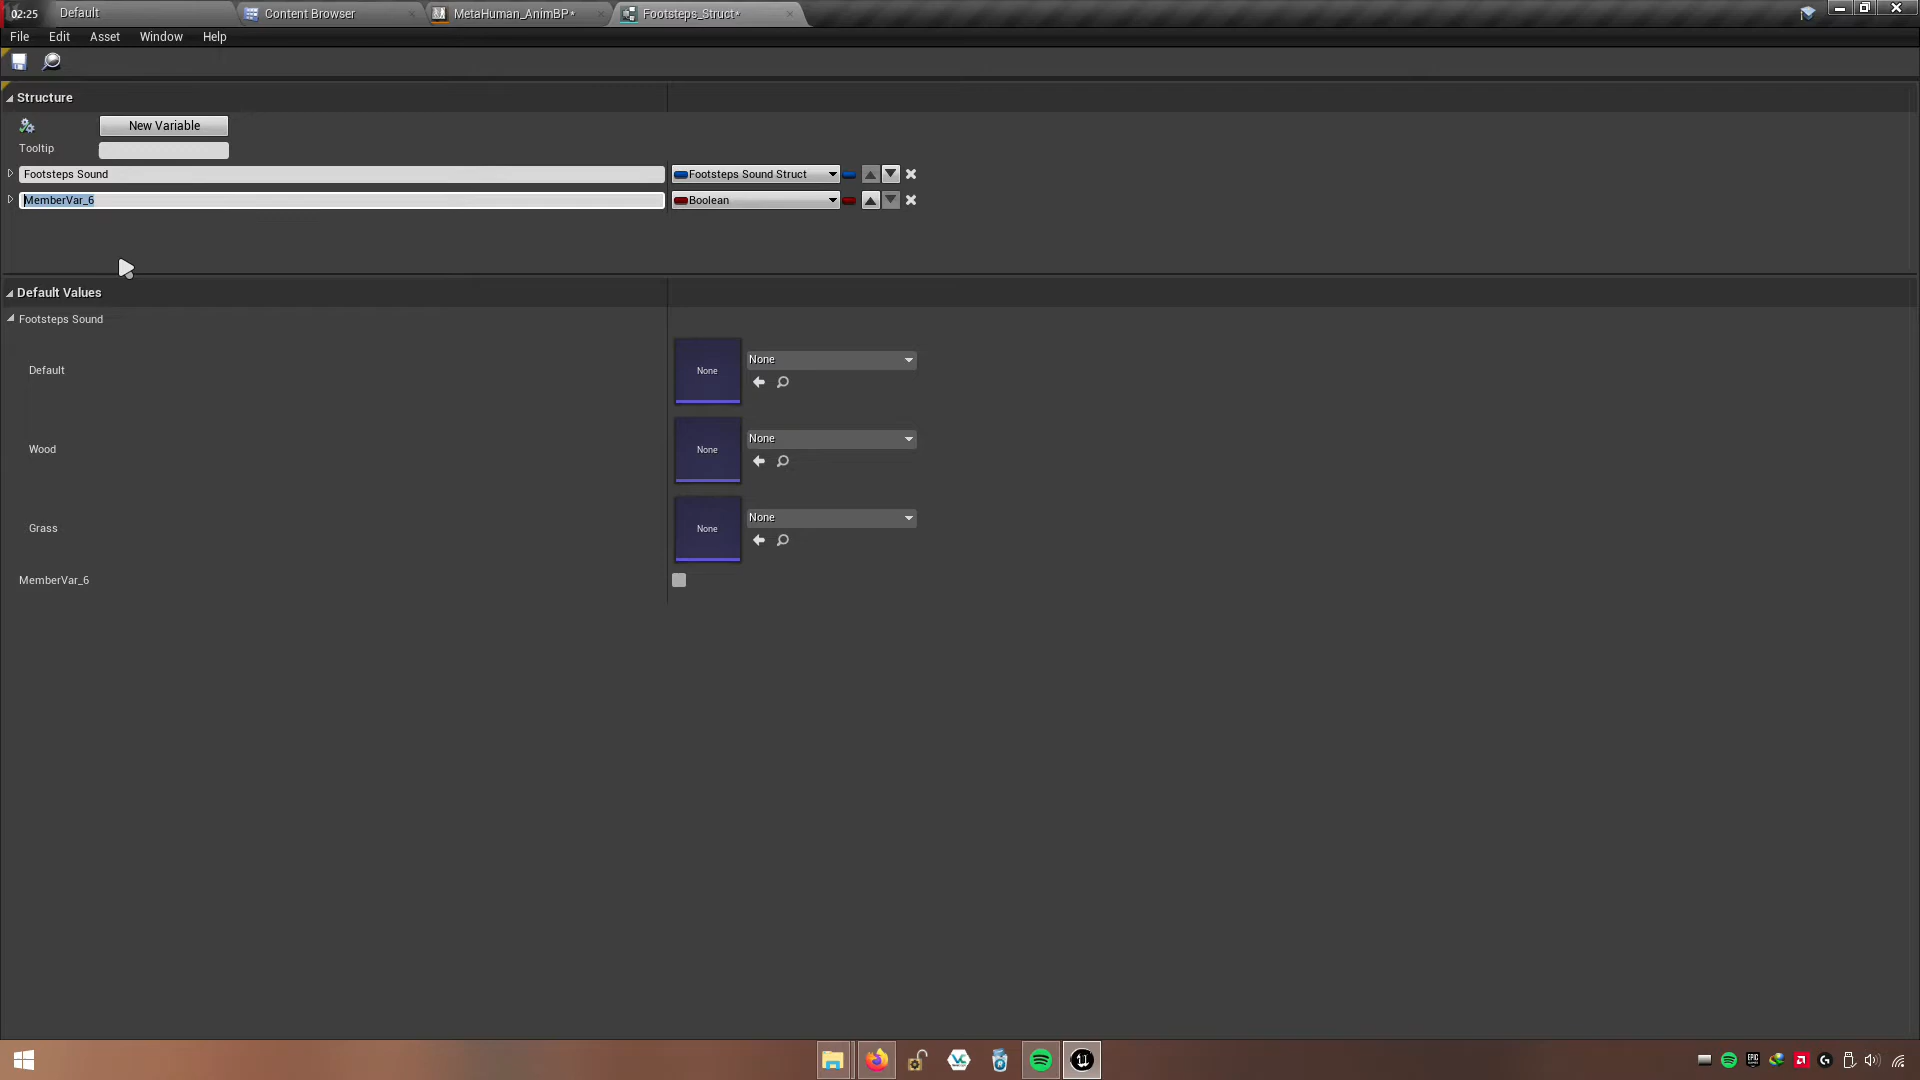 02:25
Default
Content Browser
MetaHuman_AnimBP*
Footsteps_Struct*
File
Edit
Asset
Window
Help
Structure
New Variable
Tooltip
Footsteps Sound
Footsteps Sound Struct
MemberVar_6
Boolean
Default Values
Footsteps Sound
Default
None
None
Wood
None
None
Grass
None
None
MemberVar_6